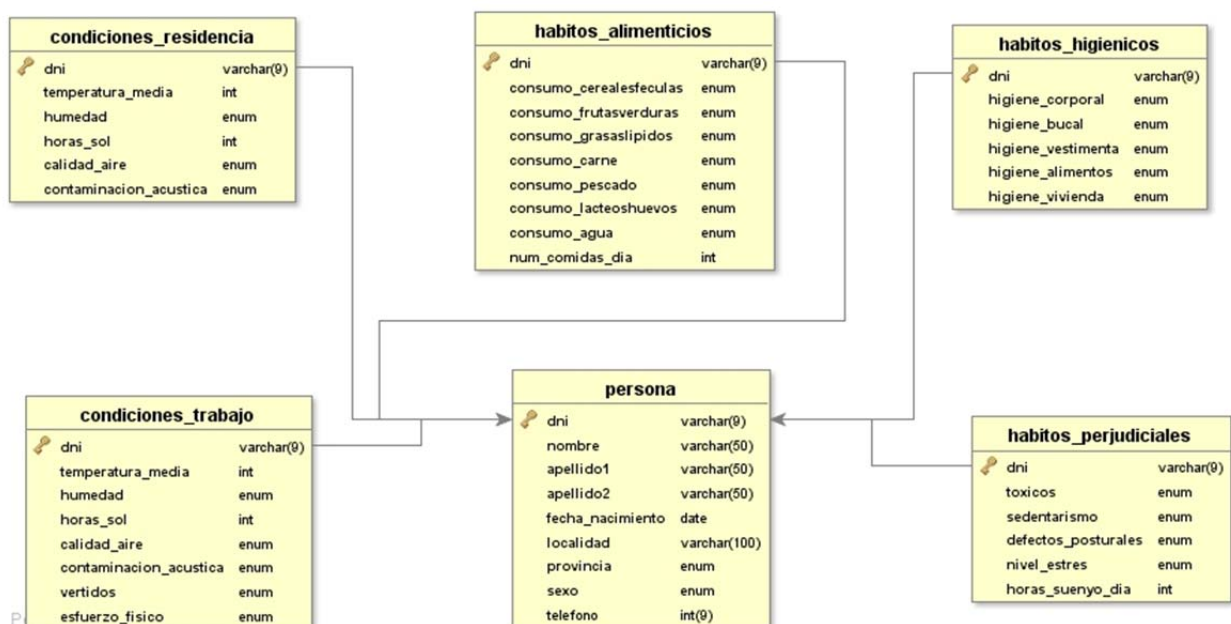 condiciones_residencia
dni varchar(9)
temperatura_media int
humedad enum
horas_sol int
calidad_aire enum
contaminacion_acustica enum
habitos_alimenticios
dni varchar(9)
consumo_cerealesfeculas enum
consumo_frutasverduras enum
consumo_grasaslipidos enum
consumo_carne enum
consumo_pescado enum
consumo_lacteoshuevos enum
consumo_agua enum
num_comidas_dia int
habitos_higienicos
dni varchar(9)
higiene_corporal enum
higiene_bucal enum
higiene_vestimenta enum
higiene_alimentos enum
higiene_vivienda enum
condiciones_trabajo
dni varchar(9)
temperatura_media int
humedad enum
horas_sol int
calidad_aire enum
contaminacion_acustica enum
vertidos enum
esfuerzo_fisico enum
persona
dni varchar(9)
nombre varchar(50)
apellido1 varchar(50)
apellido2 varchar(50)
fecha_nacimiento date
localidad varchar(100)
provincia enum
sexo enum
telefono int(9)
habitos_perjudiciales
dni varchar(9)
toxicos enum
sedentarismo enum
defectos_posturales enum
nivel_estres enum
horas_suenyo_dia int